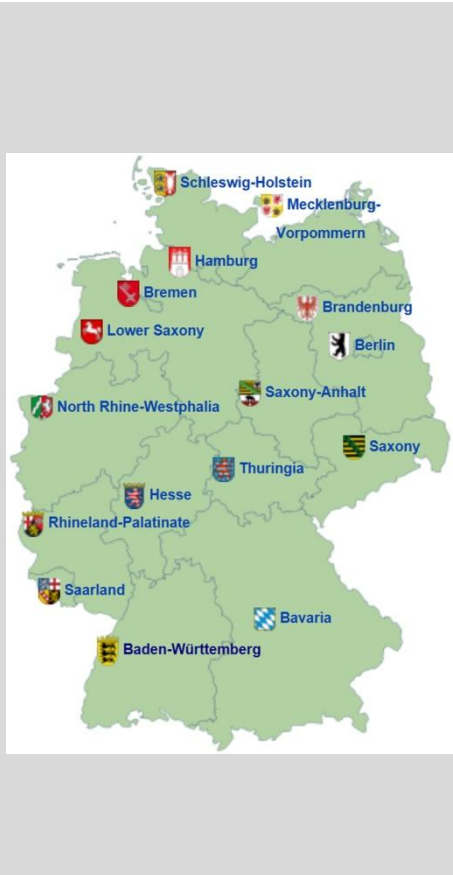 Schleswig-Holstein
Mecklenburg-
Vorpommern
Hamburg
Bremen
Brandenburg
Lower Saxony
Berlin
Saxony-Anhalt
North Rhine-Westphalia
Saxony
Thuringia
Hesse
Rhineland-Palatinate
Saarland
Bavaria
Baden-Württemberg